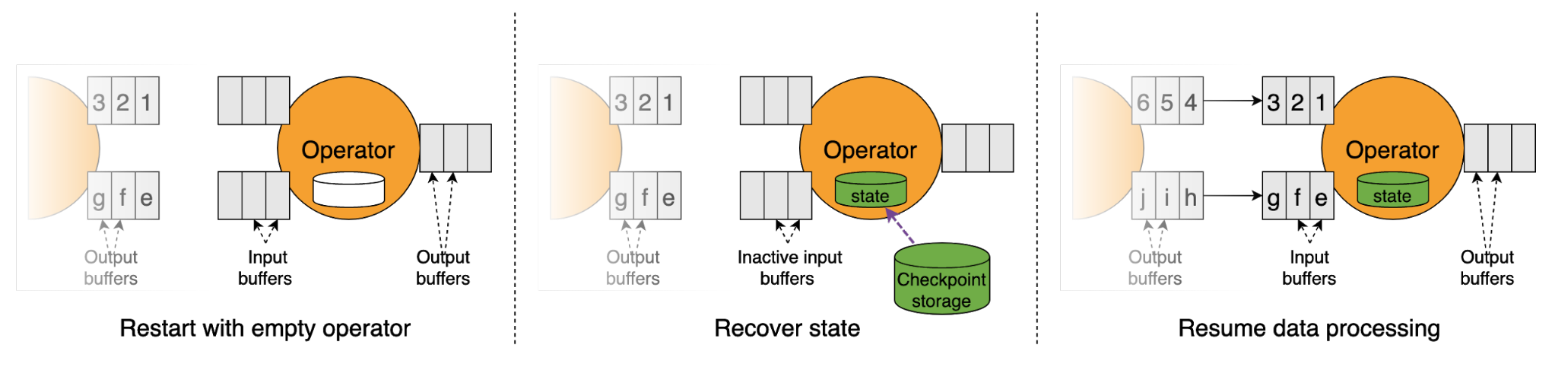 3 2 1
g f e
Output
buffers
Operator
Input
buffers
Output
buffers
Restart with empty operator
3 2 1
g f e
Output
buffers
Operator
state
Inactive input
buffers
Checkpoint
storage
Recover state
6 5 4
j i h
Output
buffers
3 2 1
g f e
Operator
state
Input
buffers
Output
buffers
Resume data processing